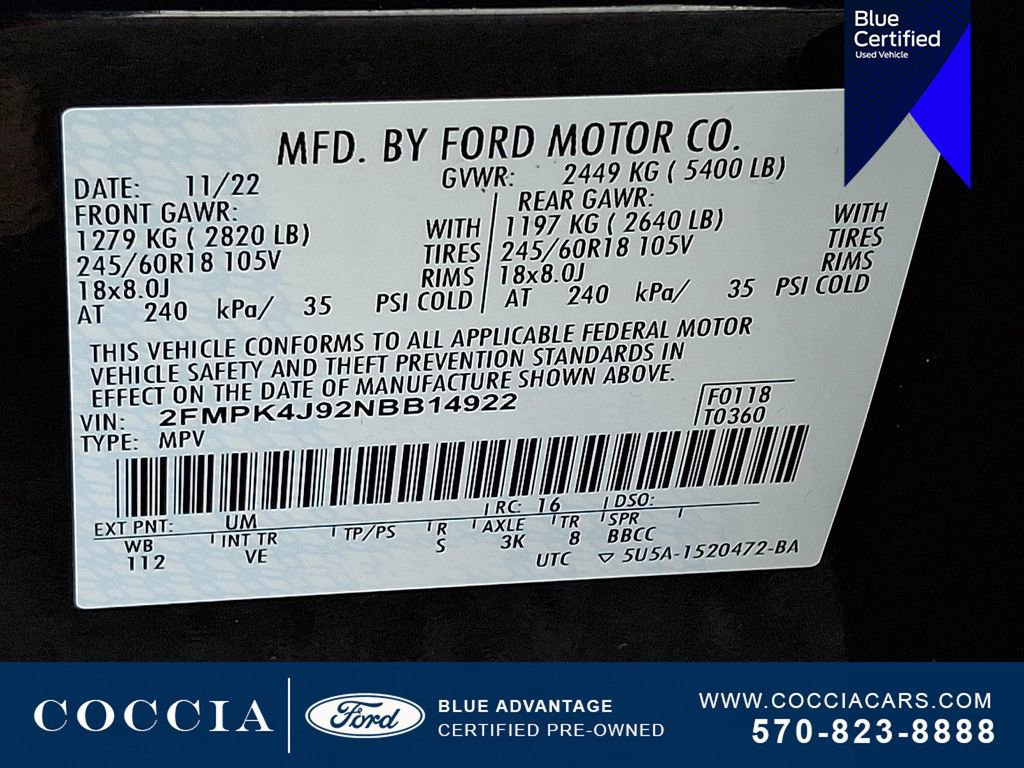 Blue
Certified
Used Vehicle
MFD. BY FORD MOTOR CO.
DATE: 11/22 GVWR: 2449 KG ( 5400 LB)
FRONT GAWR: REAR GAWR:
1279 KG ( 2820 LB) WITH 1197 KG ( 2640 LB) WITH
245/60R18 105V TIRES 245/60R18 105V TIRES
18x8.0J RIMS 18x8.0J RIMS
AT 240 kPa/ 35 PSI COLD AT 240 kPa/ 35 PSI COLD
THIS VEHICLE CONFORMS TO ALL APPLICABLE FEDERAL MOTOR
VEHICLE SAFETY AND THEFT PREVENTION STANDARDS IN
EFFECT ON THE DATE OF MANUFACTURE SHOWN ABOVE.
VIN: 2FMPK4J92NBB14922 F0118
TYPE: MPV T0360
EXT PNT: UM RC: 16 DSO:
WB INT TR TP/PS R AXLE TR SPR
112 VE S 3K 8 BBCC
UTC ▽ 5U5A-1520472-BA
COCCIA Ford BLUE ADVANTAGE
CERTIFIED PRE-OWNED
WWW.COCCIACARS.COM
570-823-8888